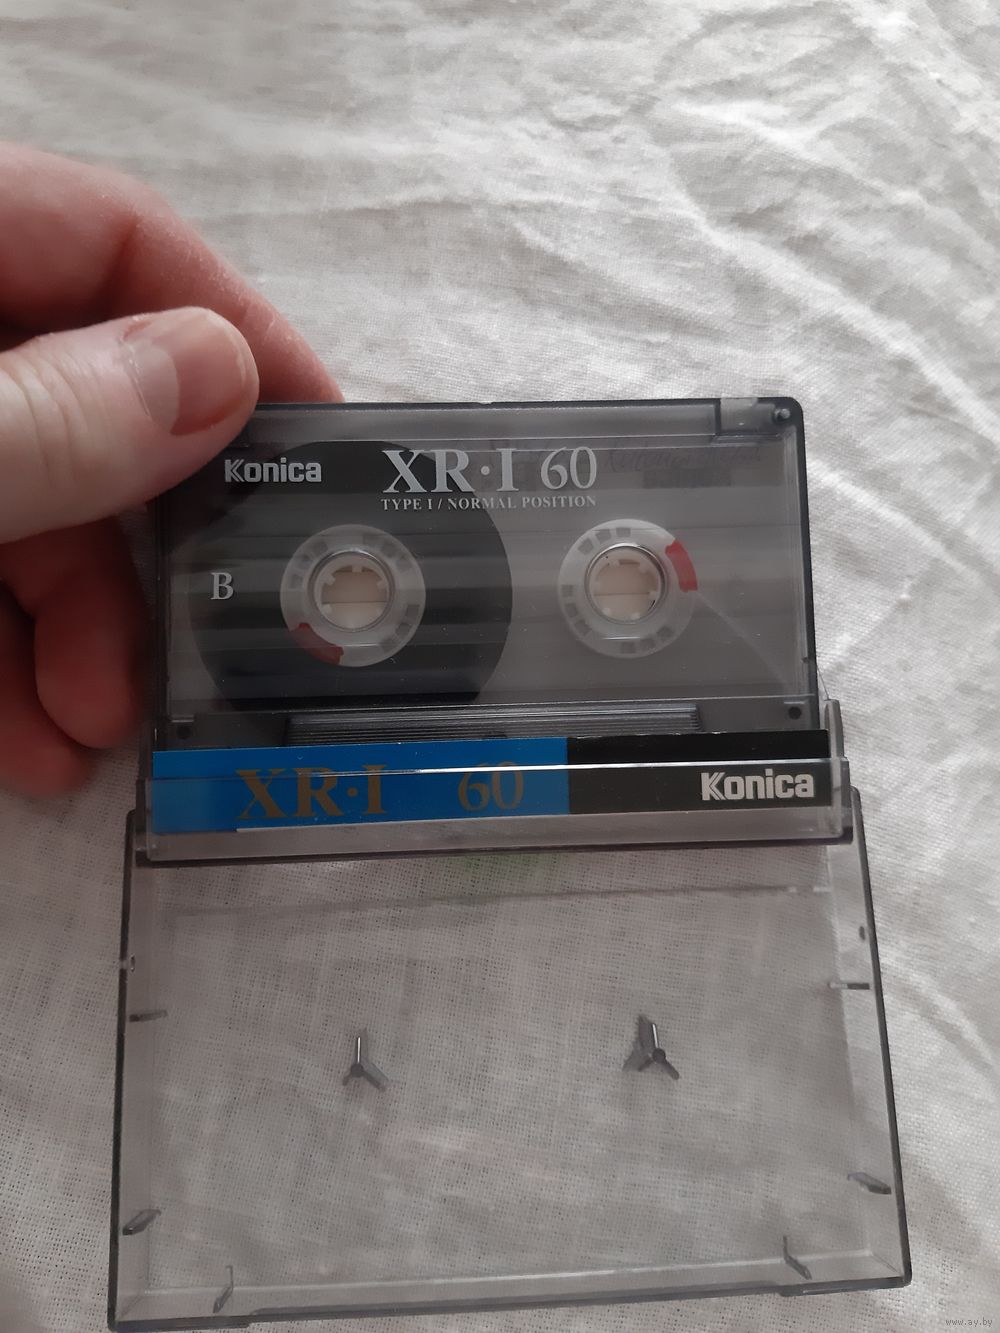 Konica XR·I 60
TYPE I / NORMAL POSITION
B
XR·I 60 Konica
www.ay.by